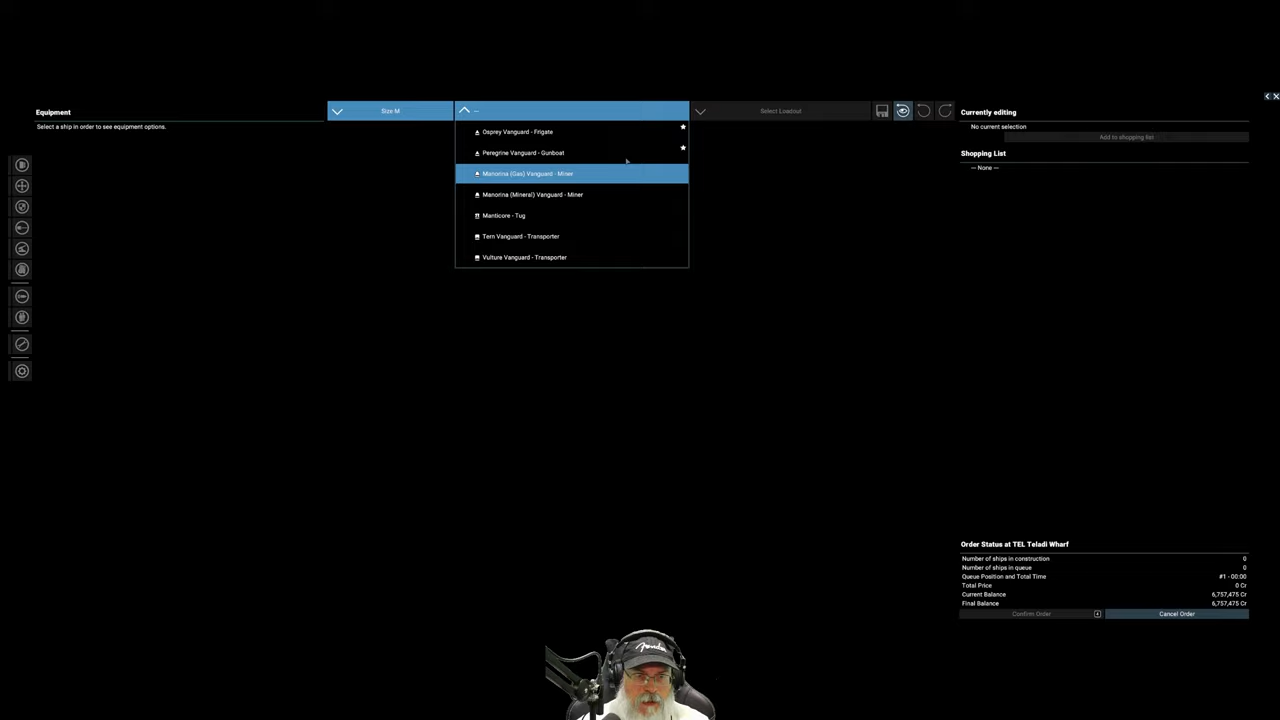 Equipment
Select a ship in order to see equipment options.
Size M
--
Osprey Vanguard - Frigate
Peregrine Vanguard - Gunboat
Manorina (Gas) Vanguard - Miner
Manorina (Mineral) Vanguard - Miner
Manticore - Tug
Tern Vanguard - Transporter
Vulture Vanguard - Transporter
Select Loadout
Currently editing
No current selection
Add to shopping list
Shopping List
--- None ---
Order Status at TEL Teladi Wharf
Number of ships in construction 0
Number of ships in queue 0
Queue Position and Total Time #1 - 00:00
Total Price 0 Cr
Current Balance 6,757,475 Cr
Final Balance 6,757,475 Cr
Confirm Order
Cancel Order
Fender